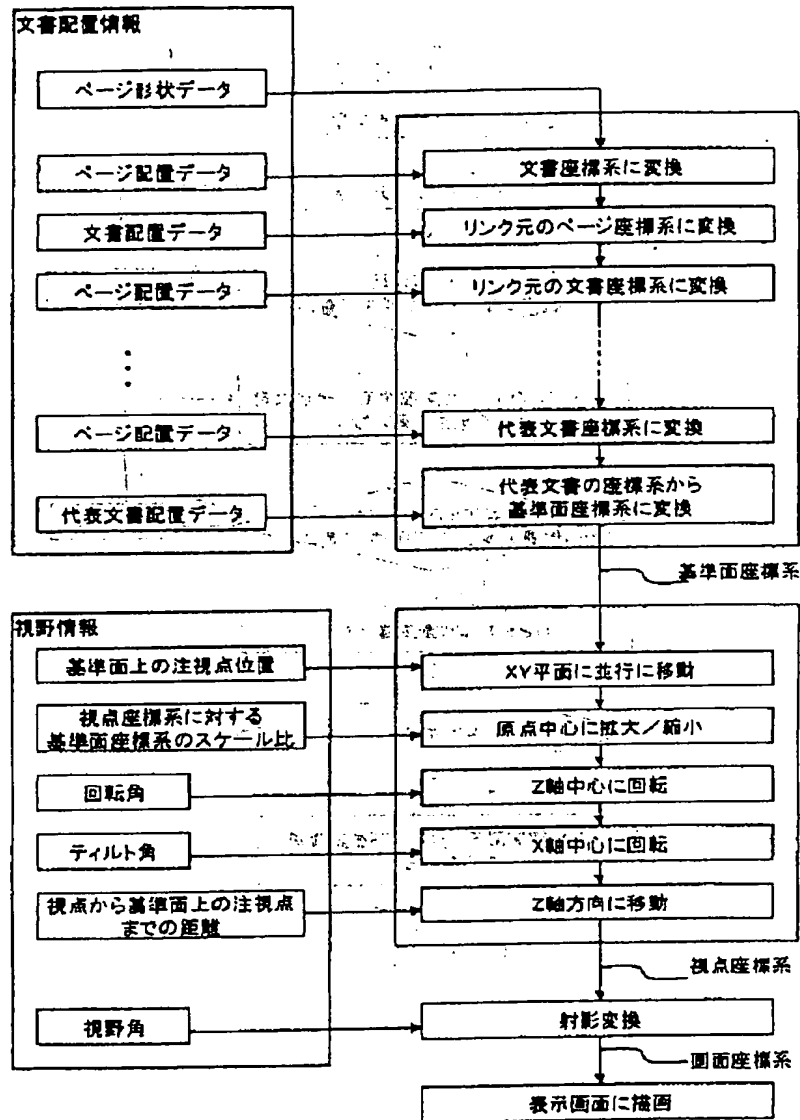 文書配置情報
ページ形状データ
ページ配置データ
文書座標系に変換
文書配置データ
リンク元のページ座標系に変換
ページ配置データ
リンク元の文書座標系に変換
ページ配置データ
代表文書座標系に変換
代表文書配置データ
代表文書の座標系から
基準面座標系に変換
基準面座標系
視野情報
基準面上の注視点位置
XY平面に並行に移動
視点座標系に対する
基準面座標系のスケール比
原点中心に拡大/縮小
回転角
Z軸中心に回転
ティルト角
X軸中心に回転
視点から基準面上の注視点
までの距離
Z軸方向に移動
視点座標系
視野角
射影変換
画面座標系
表示画面に描画